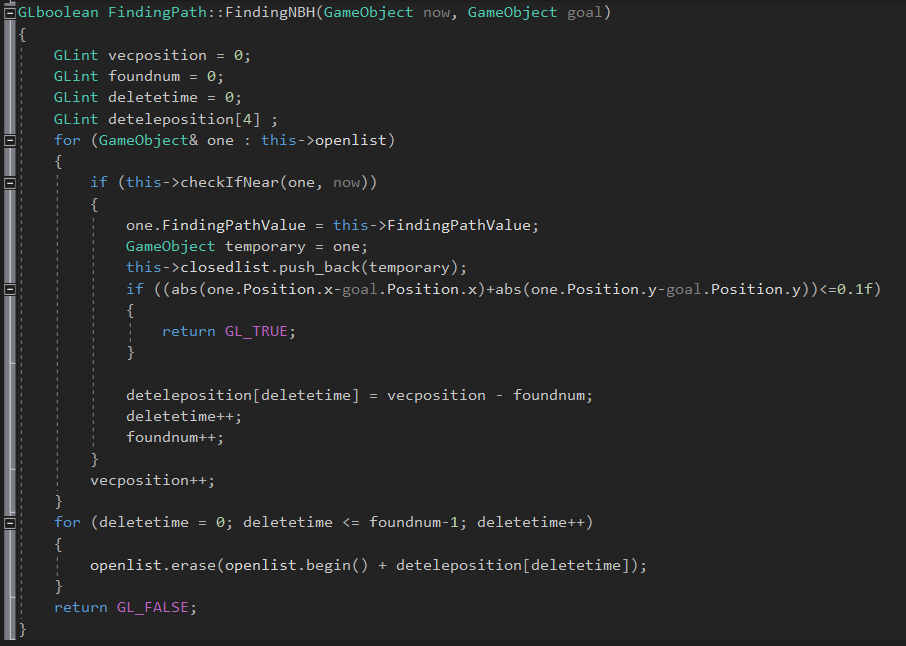 GLboolean FindingPath::FindingNBH(GameObject now, GameObject goal)
{
    GLint vecposition = 0;
    GLint foundnum = 0;
    GLint deletetime = 0;
    GLint deteleposition[4] ;
    for (GameObject& one : this->openlist)
    {
        if (this->checkIfNear(one, now))
        {
            one.FindingPathValue = this->FindingPathValue;
            GameObject temporary = one;
            this->closedlist.push_back(temporary);
            if ((abs(one.Position.x-goal.Position.x)+abs(one.Position.y-goal.Position.y))<=0.1f)
            {
                return GL_TRUE;
            }
            deteleposition[deletetime] = vecposition - foundnum;
            deletetime++;
            foundnum++;
        }
        vecposition++;
    }
    for (deletetime = 0; deletetime <= foundnum-1; deletetime++)
    {
        openlist.erase(openlist.begin() + deteleposition[deletetime]);
    }
    return GL_FALSE;
}